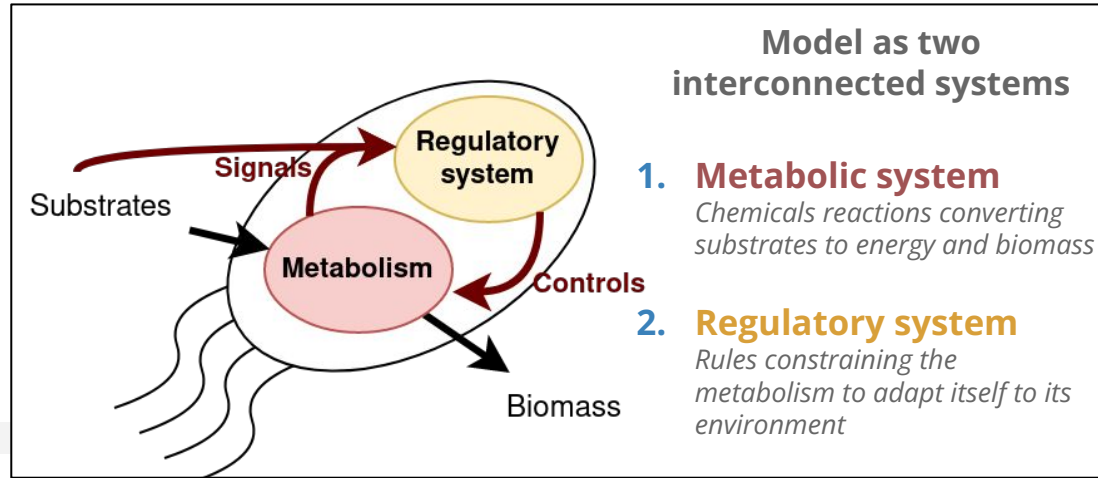 Model as two
interconnected systems
Regulatory
system
Signals
Substrates
Metabolism
Controls
Biomass
1. Metabolic system
Chemicals reactions converting
substrates to energy and biomass
2. Regulatory system
Rules constraining the
metabolism to adapt itself to its
environment